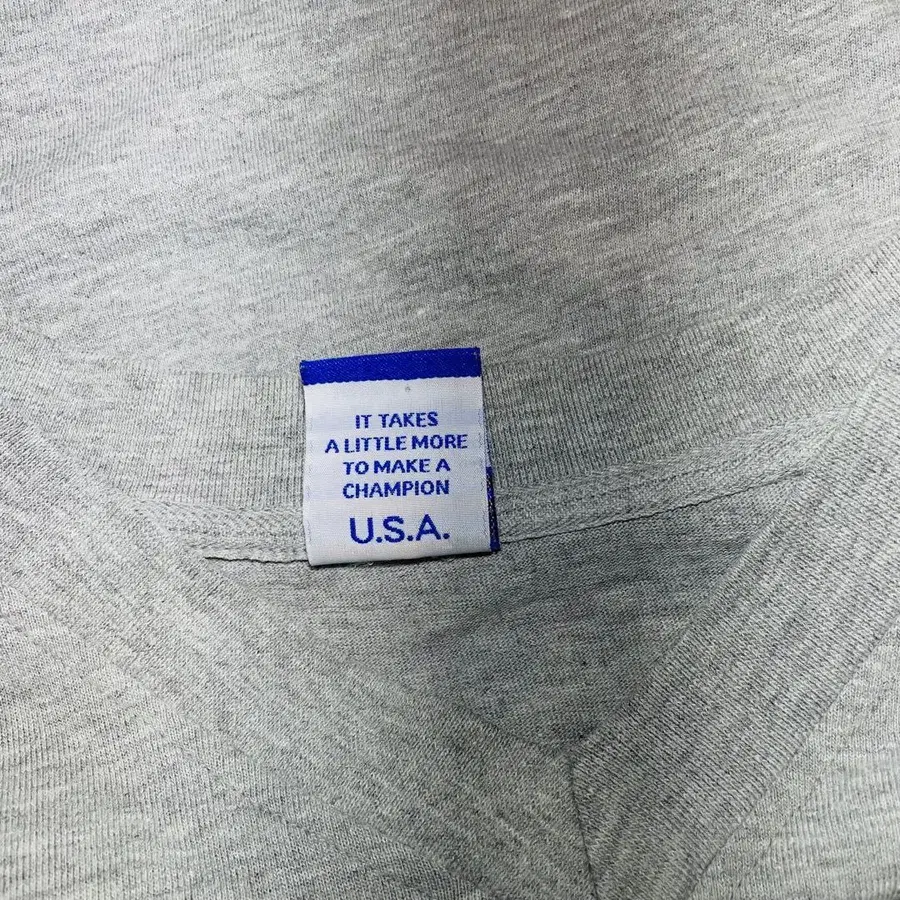 IT TAKES
A LITTLE MORE
TO MAKE A
CHAMPION
U.S.A.